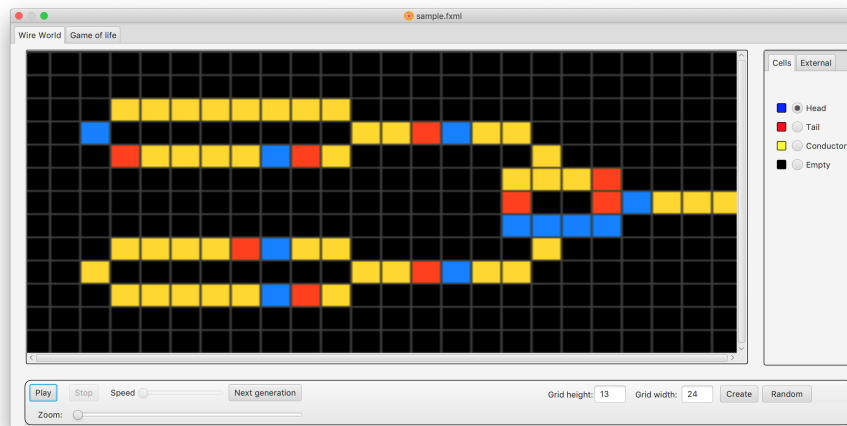 sample.fxml
Wire World Game of life
Cells External
Head
Tail
Conductor
Empty
Play Stop Speed Next generation Grid height: 13 Grid width: 24 Create Random
Zoom: